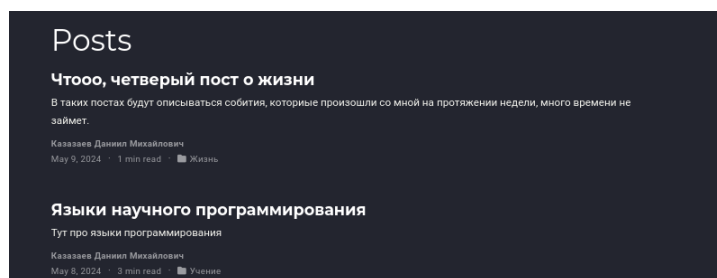 Posts
Чтооо, четверый пост о жизни
В таких постах будут описываться собития, которые произошли со мной на протяжении недели, много времени не
займет.
Казазаев Даниил Михайлович
May 9, 2024 · 1 min read · Жизнь
Языки научного программирования
Тут про языки программирования
Казазаев Даниил Михайлович
May 8, 2024 · 3 min read · Учение